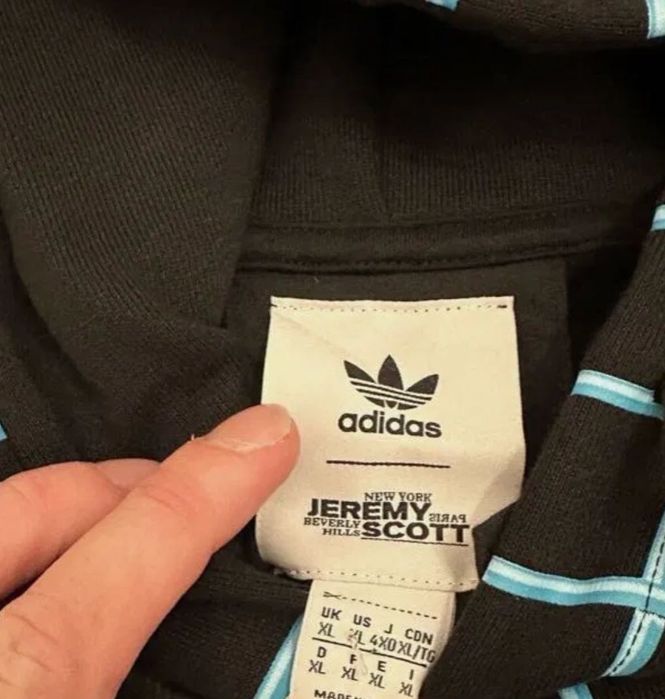 adidas
NEW YORK
JEREMY PARIS
BEVERLY HILLS SCOTT
UK US J CDN
XL XL 4XO XL/TG
D F E I
XL XL XL XL